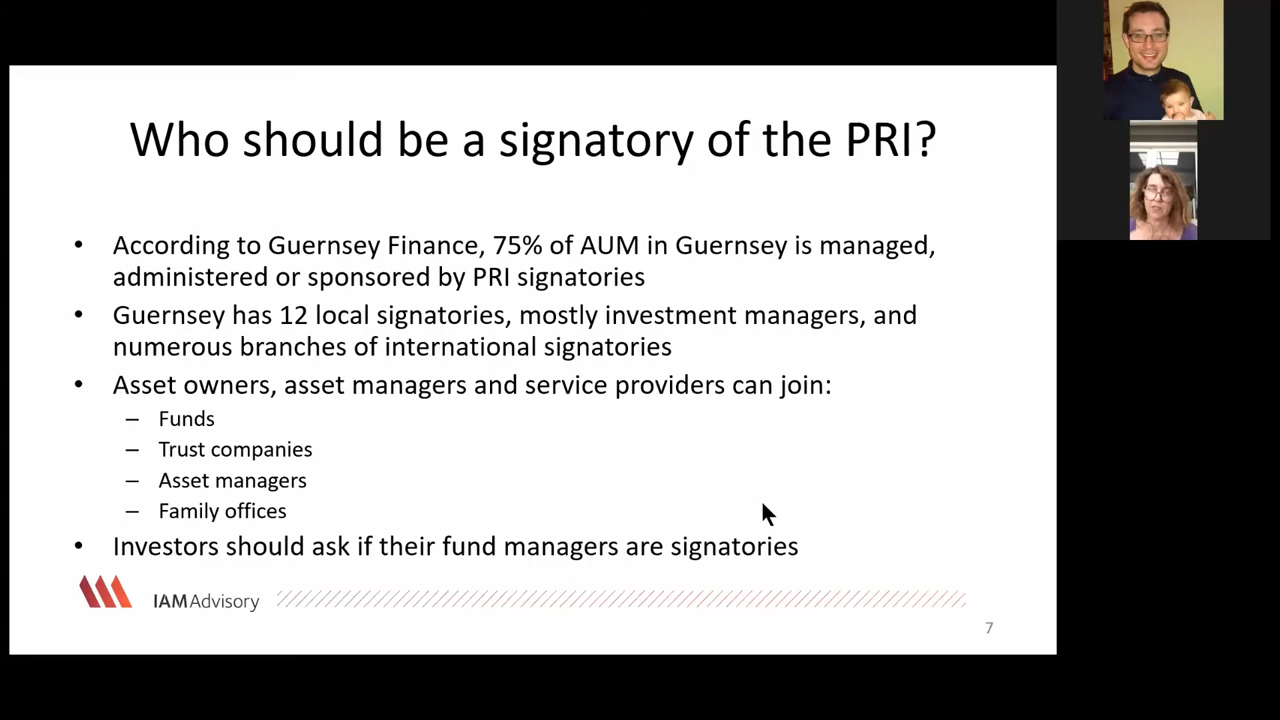 Who should be a signatory of the PRI?
• According to Guernsey Finance, 75% of AUM in Guernsey is managed,
administered or sponsored by PRI signatories
• Guernsey has 12 local signatories, mostly investment managers, and
numerous branches of international signatories
• Asset owners, asset managers and service providers can join:
– Funds
– Trust companies
– Asset managers
– Family offices
• Investors should ask if their fund managers are signatories
IAM Advisory
7